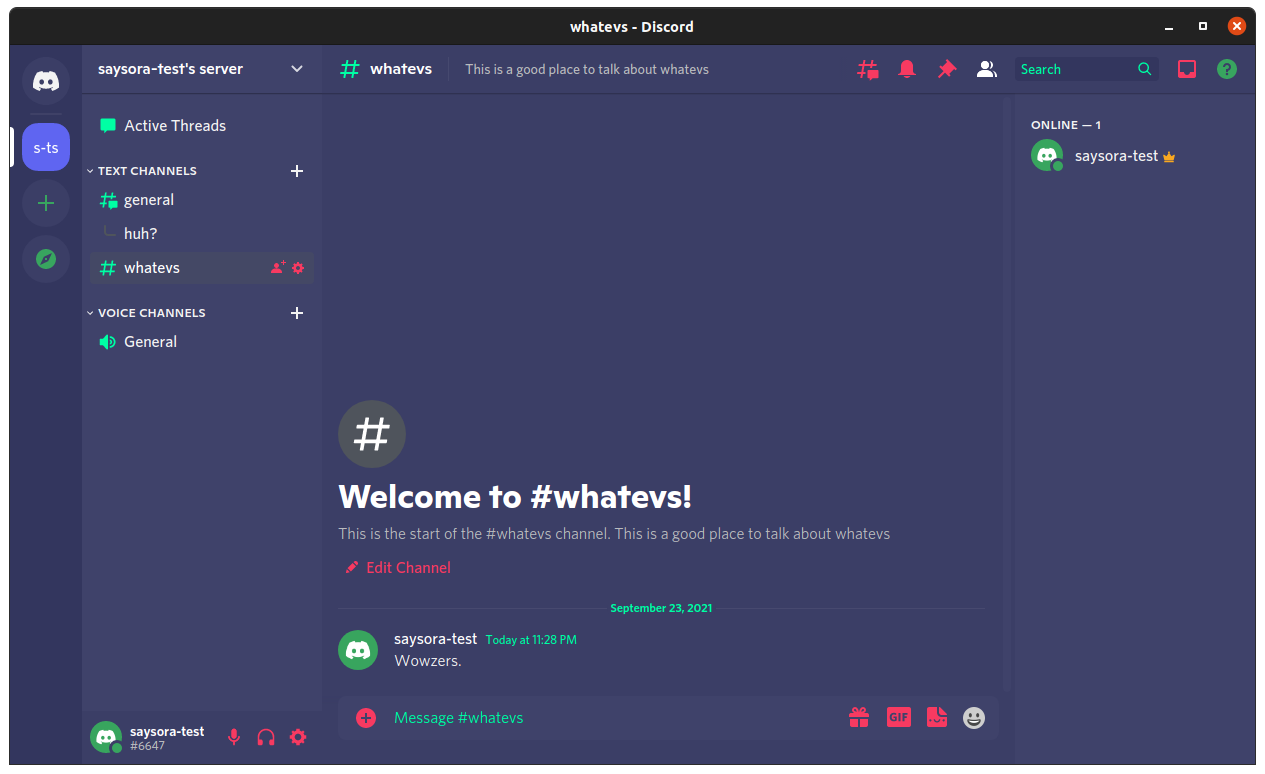 whatevs - Discord
saysora-test's server
# whatevs
This is a good place to talk about whatevs
Search
?
s-ts
Active Threads
TEXT CHANNELS
general
huh?
# whatevs
VOICE CHANNELS
General
saysora-test
#6647
#
Welcome to #whatevs!
This is the start of the #whatevs channel. This is a good place to talk about whatevs
Edit Channel
September 23, 2021
saysora-test Today at 11:28 PM
Wowzers.
Message #whatevs
GIF
ONLINE — 1
saysora-test